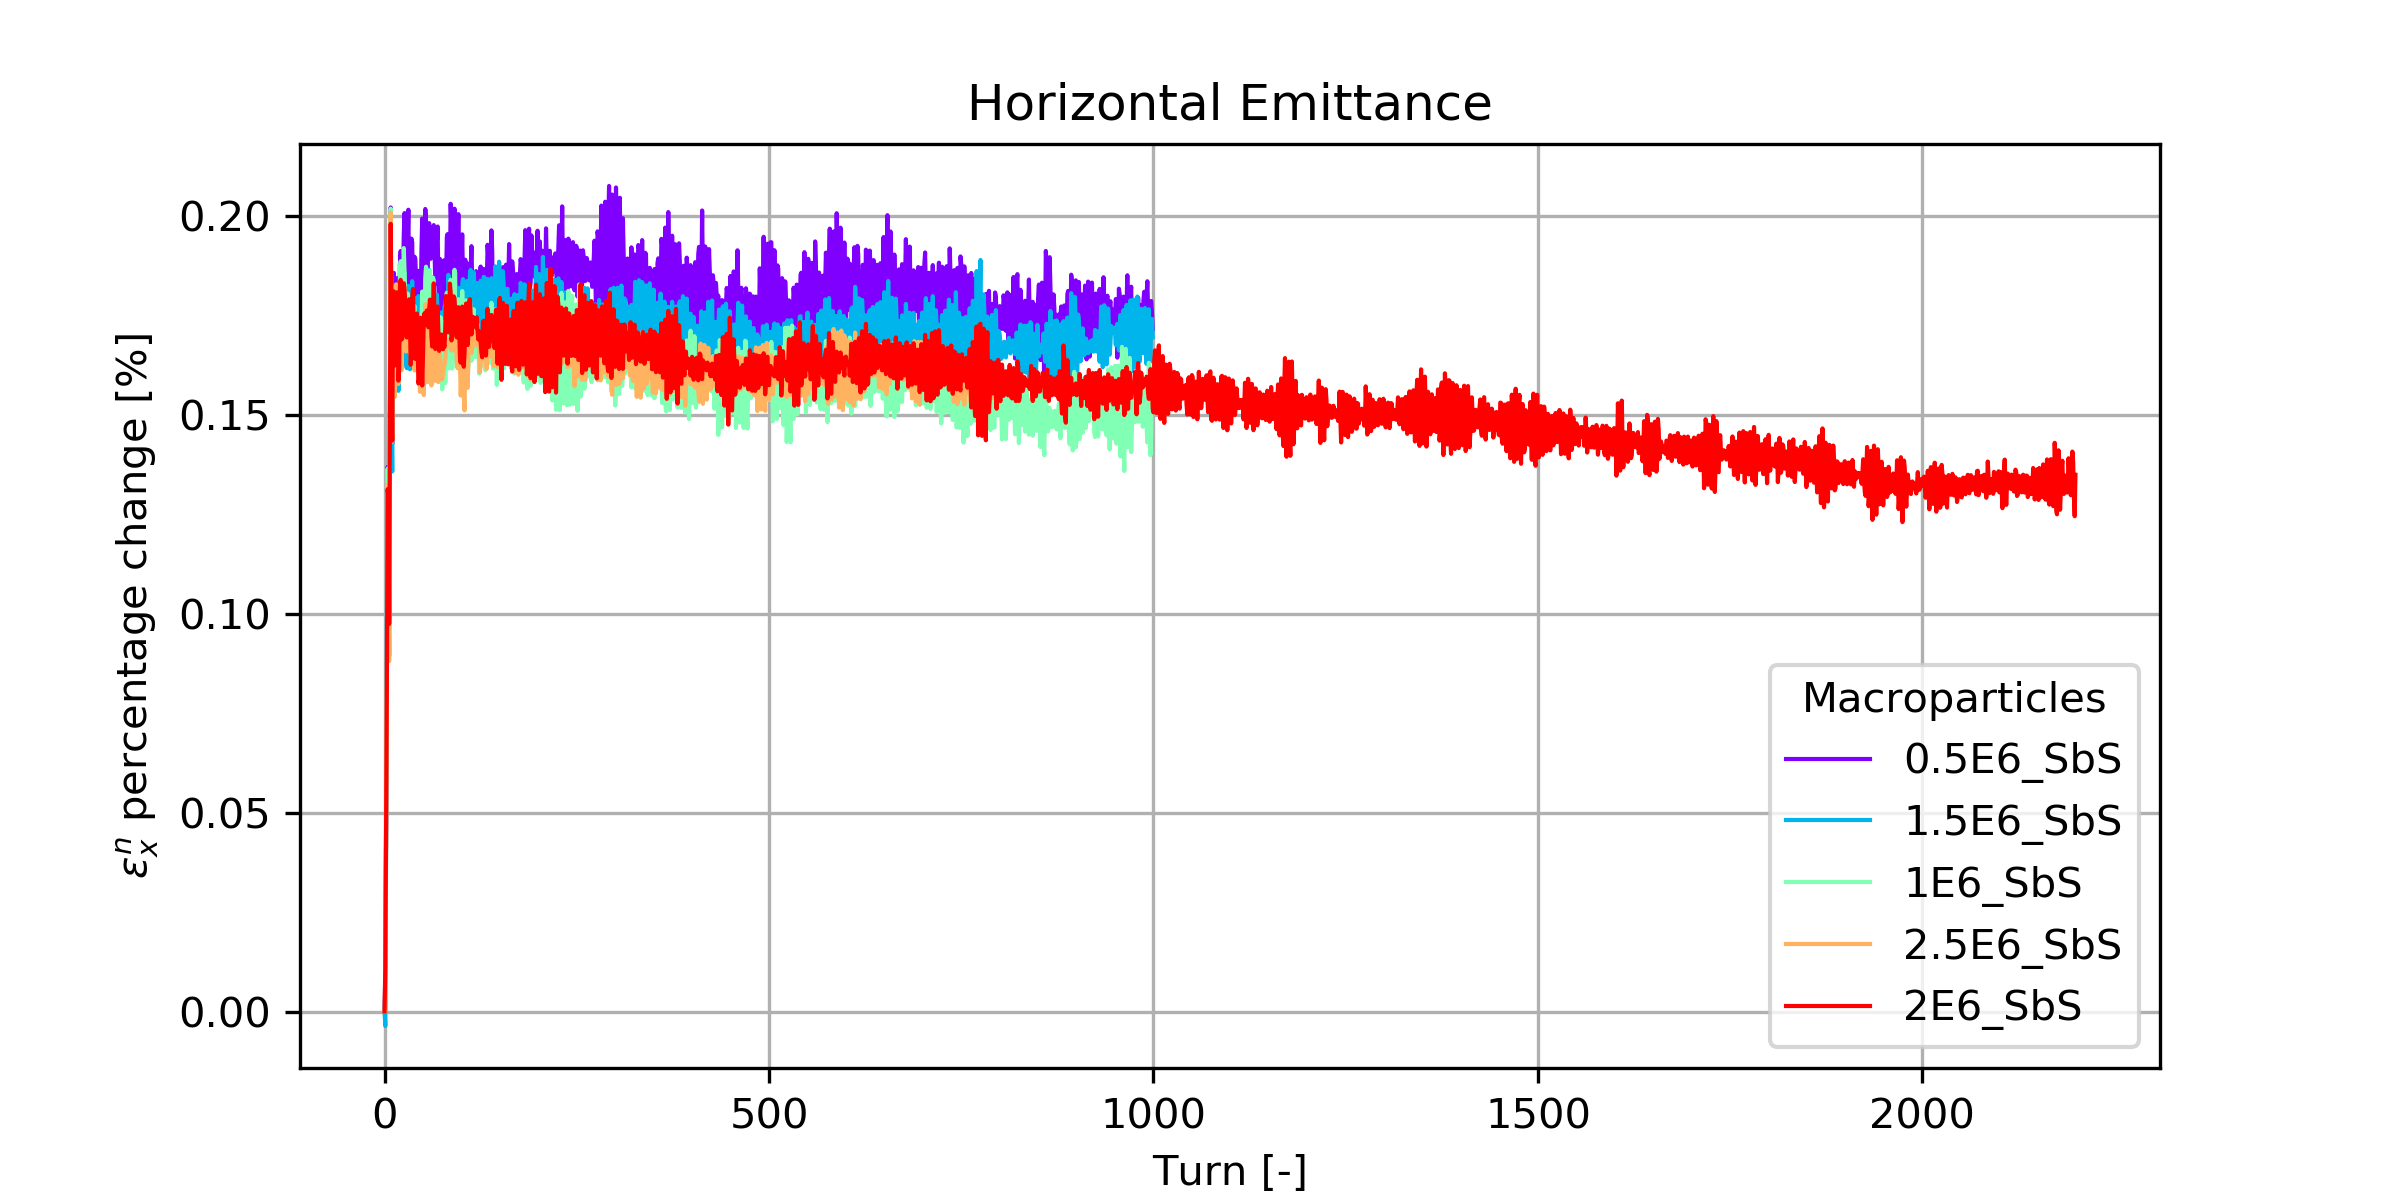 Horizontal Emittance
ε_x^n percentage change [%]
0.20
0.15
0.10
0.05
0.00
0
500
1000
1500
2000
Turn [-]
Macroparticles
0.5E6_SbS
1.5E6_SbS
1E6_SbS
2.5E6_SbS
2E6_SbS